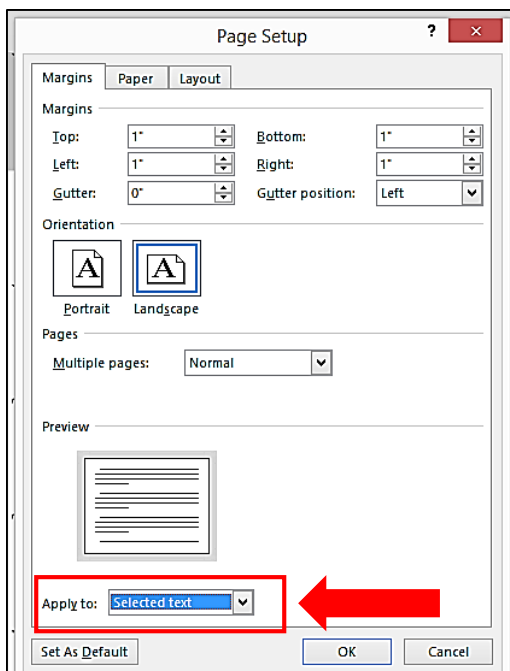 Page Setup ?
Margins Paper Layout
Margins
Top: 1" Bottom: 1"
Left: 1" Right: 1"
Gutter: 0" Gutter position: Left
Orientation
A A
Portrait Landscape
Pages
Multiple pages: Normal
Preview
Apply to: Selected text
Set As Default OK Cancel